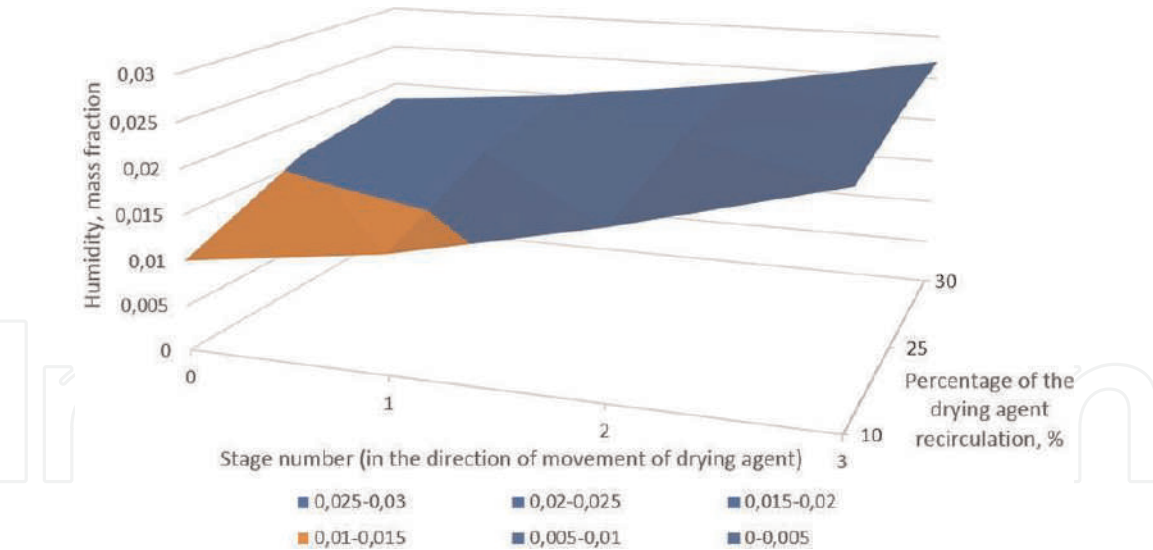 0,03
0,025
0,02
0,015
0,01
0,005
0
Humidity, mass fraction
0
1
2
3
Stage number (in the direction of movement of drying agent)
30
25
10
Percentage of the
drying agent
recirculation, %
0,025-0,03 0,02-0,025 0,015-0,02
0,01-0,015 0,005-0,01 0-0,005